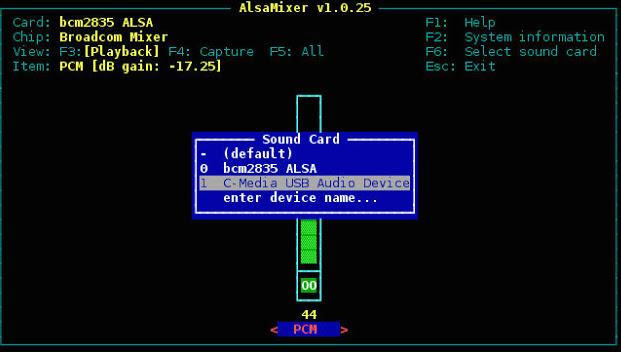 AlsaMixer v1.0.25
Card: bcm2835 ALSA F1: Help
Chip: Broadcom Mixer F2: System information
View: F3:[Playback] F4: Capture F5: All F6: Select sound card
Item: PCM [dB gain: -17.25] Esc: Exit
Sound Card
- (default)
0 bcm2835 ALSA
1 C-Media USB Audio Device
enter device name...
OO
44
< PCM >